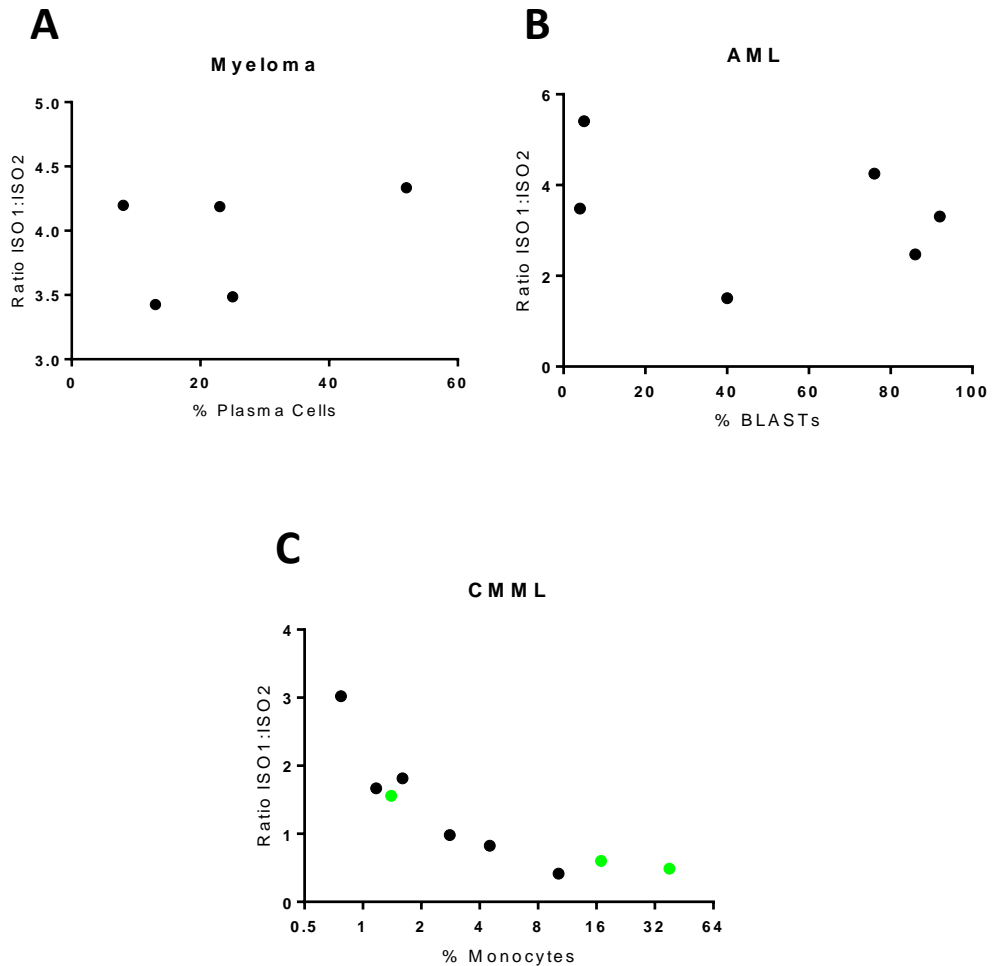 A
Myeloma
5.0
4.5
4.0
3.5
3.0
Ratio ISO1:ISO2
0 20 40 60
% Plasma Cells
B
AML
6
4
2
0
Ratio ISO1:ISO2
0 20 40 60 80 100
% BLASTs
C
CMML
4
3
2
1
0
Ratio ISO1:ISO2
0.5 1 2 4 8 16 32 64
% Monocytes